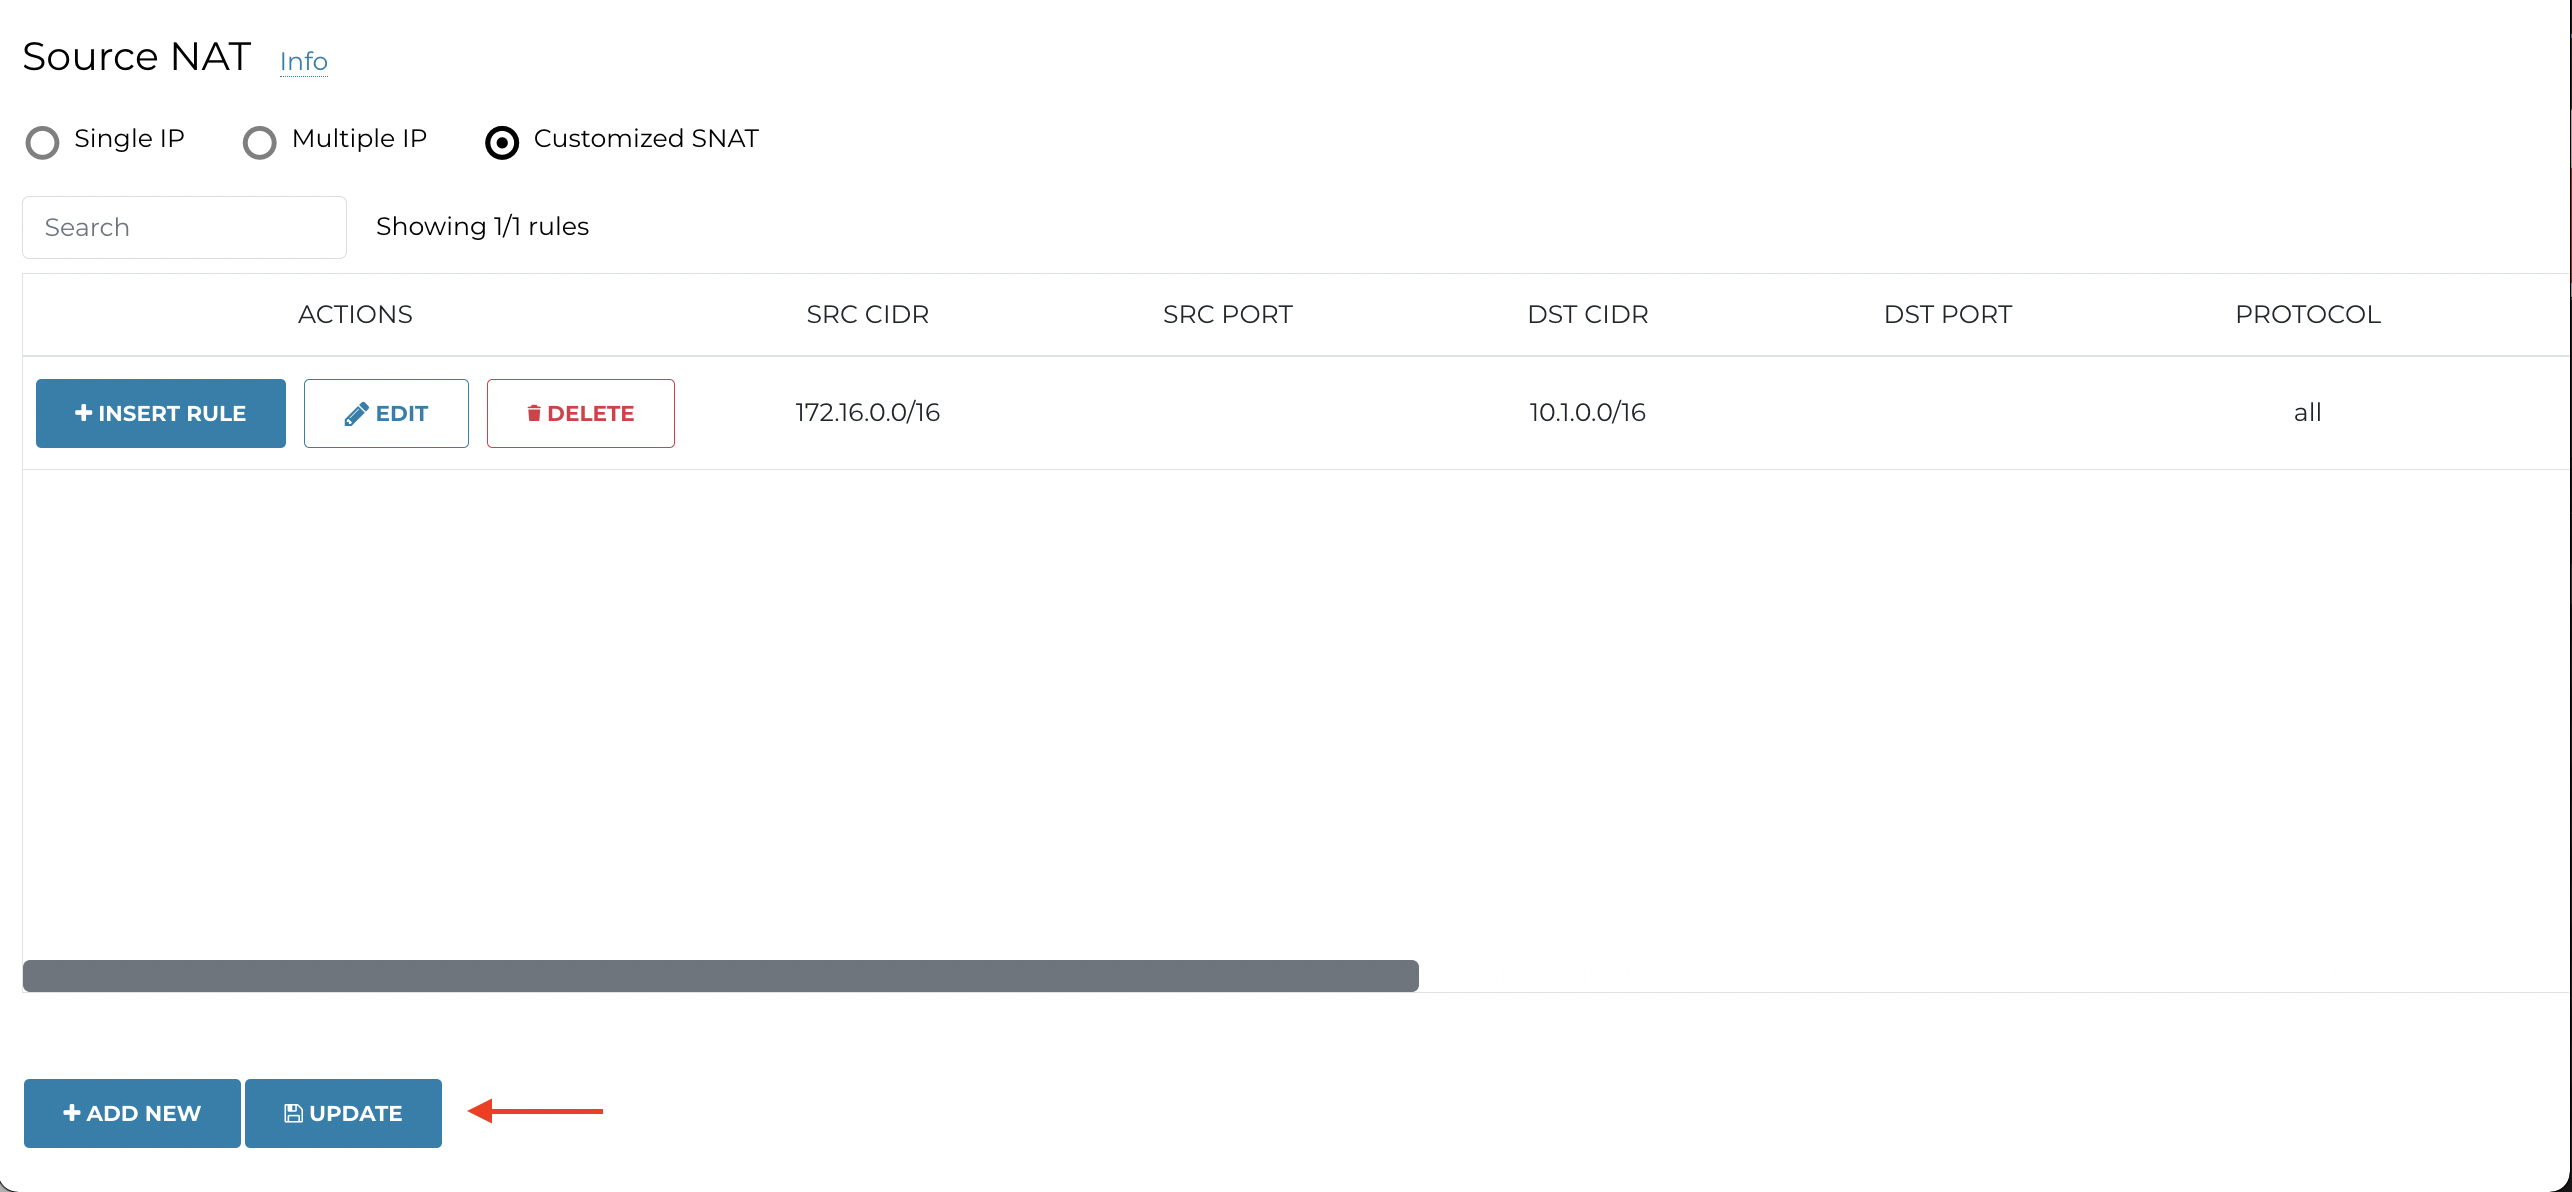 Source NAT Info
Single IP Multiple IP Customized SNAT
Search Showing 1/1 rules
ACTIONS SRC CIDR SRC PORT DST CIDR DST PORT PROTOCOL
INSERT RULE EDIT DELETE 172.16.0.0/16 10.1.0.0/16 all
ADD NEW UPDATE